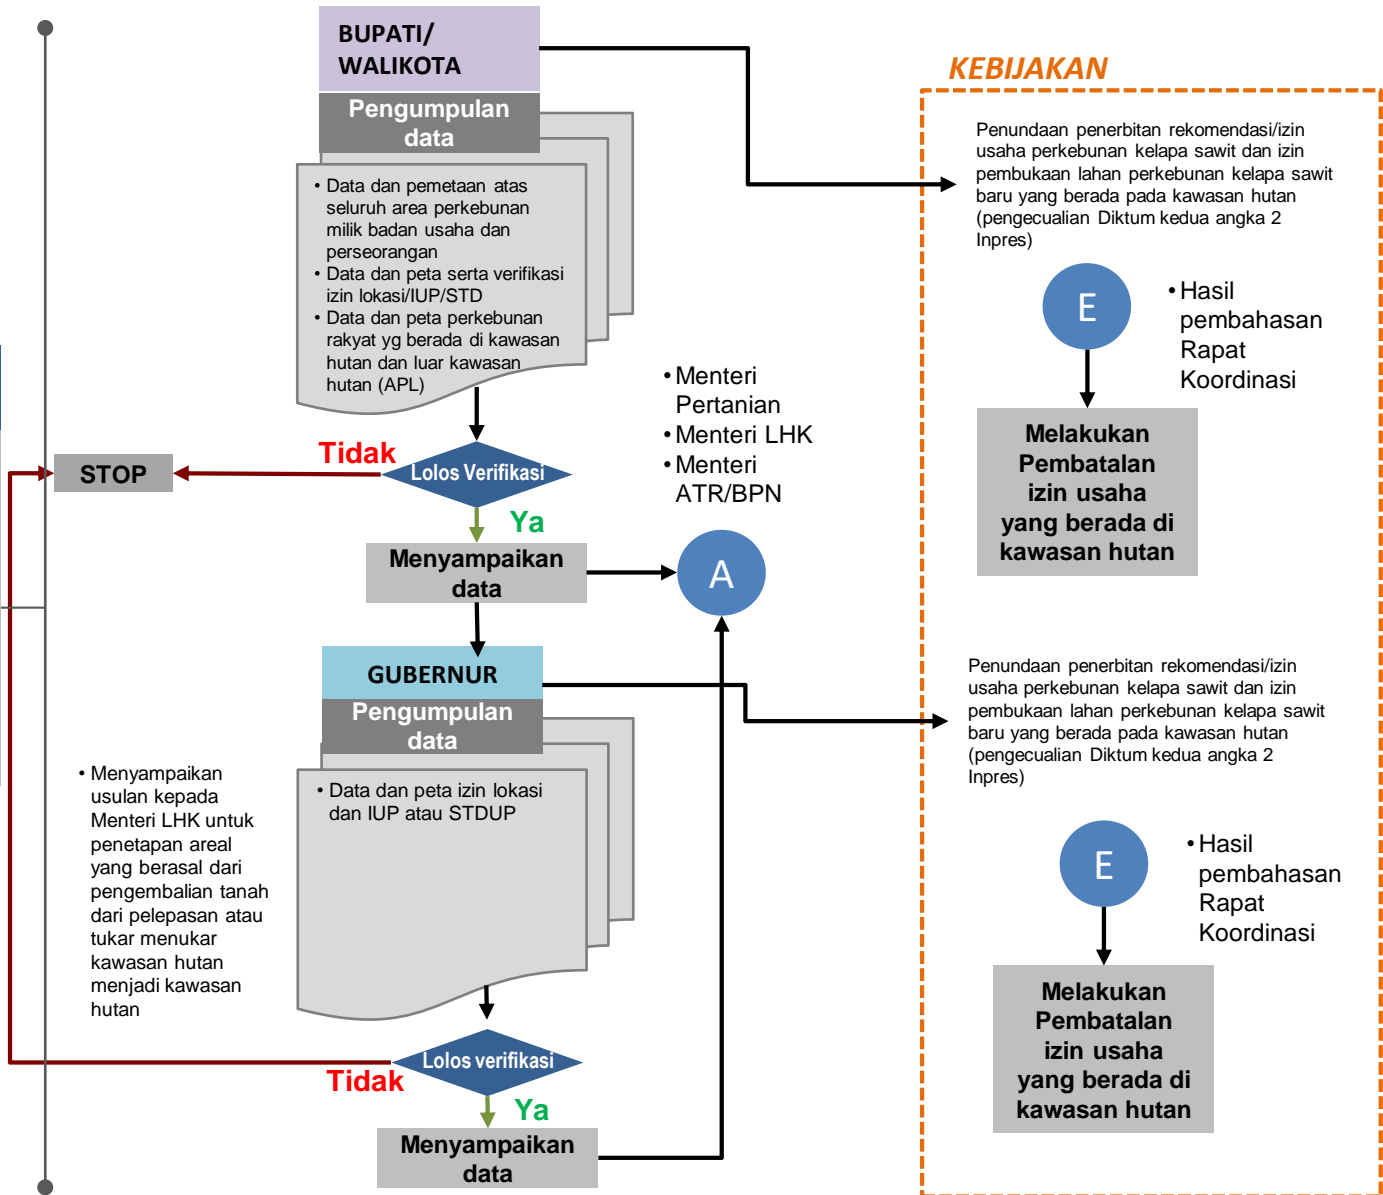 BUPATI/
WALIKOTA
Pengumpulan
data
• Data dan pemetaan atas
seluruh area perkebunan
milik badan usaha dan
perseorangan
• Data dan peta serta verifikasi
izin lokasi/IUP/STD
• Data dan peta perkebunan
rakyat yg berada di kawasan
hutan dan luar kawasan
hutan (APL)
Tidak
STOP
Lolos Verifikasi
Ya
Menyampaikan
data
• Menteri
Pertanian
• Menteri LHK
• Menteri
ATR/BPN
A
GUBERNUR
Pengumpulan
data
• Data dan peta izin lokasi
dan IUP atau STDUP
• Menyampaikan
usulan kepada
Menteri LHK untuk
penetapan areal
yang berasal dari
pengembalian tanah
dari pelepasan atau
tukar menukar
kawasan hutan
menjadi kawasan
hutan
Lolos verifikasi
Tidak
Ya
Menyampaikan
data
KEBIJAKAN
Penundaan penerbitan rekomendasi/izin
usaha perkebunan kelapa sawit dan izin
pembukaan lahan perkebunan kelapa sawit
baru yang berada pada kawasan hutan
(pengecualian Diktum kedua angka 2
Inpres)
E
• Hasil
pembahasan
Rapat
Koordinasi
Melakukan
Pembatalan
izin usaha
yang berada di
kawasan hutan
Penundaan penerbitan rekomendasi/izin
usaha perkebunan kelapa sawit dan izin
pembukaan lahan perkebunan kelapa sawit
baru yang berada pada kawasan hutan
(pengecualian Diktum kedua angka 2
Inpres)
E
• Hasil
pembahasan
Rapat
Koordinasi
Melakukan
Pembatalan
izin usaha
yang berada di
kawasan hutan